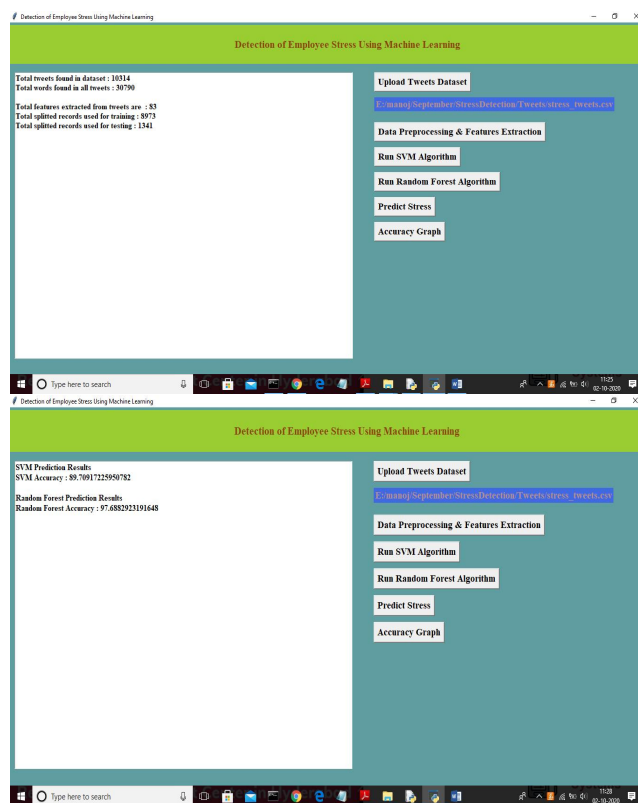 Detection of Employee Stress Using Machine Learning
Detection of Employee Stress Using Machine Learning
Total tweets found in dataset : 10314
Total words found in all tweets : 30790
Total features extracted from tweets are : 83
Total splitted records used for training : 8973
Total splitted records used for testing : 1341
Upload Tweets Dataset
E:/manoj/September/StressDetection/Tweets/stress_tweets.csv
Data Preprocessing & Features Extraction
Run SVM Algorithm
Run Random Forest Algorithm
Predict Stress
Accuracy Graph
Type here to search
11:25
02-10-2020
Detection of Employee Stress Using Machine Learning
Detection of Employee Stress Using Machine Learning
SVM Prediction Results
SVM Accuracy : 89.70917225950782
Random Forest Prediction Results
Random Forest Accuracy : 97.6882923191648
Upload Tweets Dataset
E:/manoj/September/StressDetection/Tweets/stress_tweets.csv
Data Preprocessing & Features Extraction
Run SVM Algorithm
Run Random Forest Algorithm
Predict Stress
Accuracy Graph
Type here to search
11:28
02-10-2020